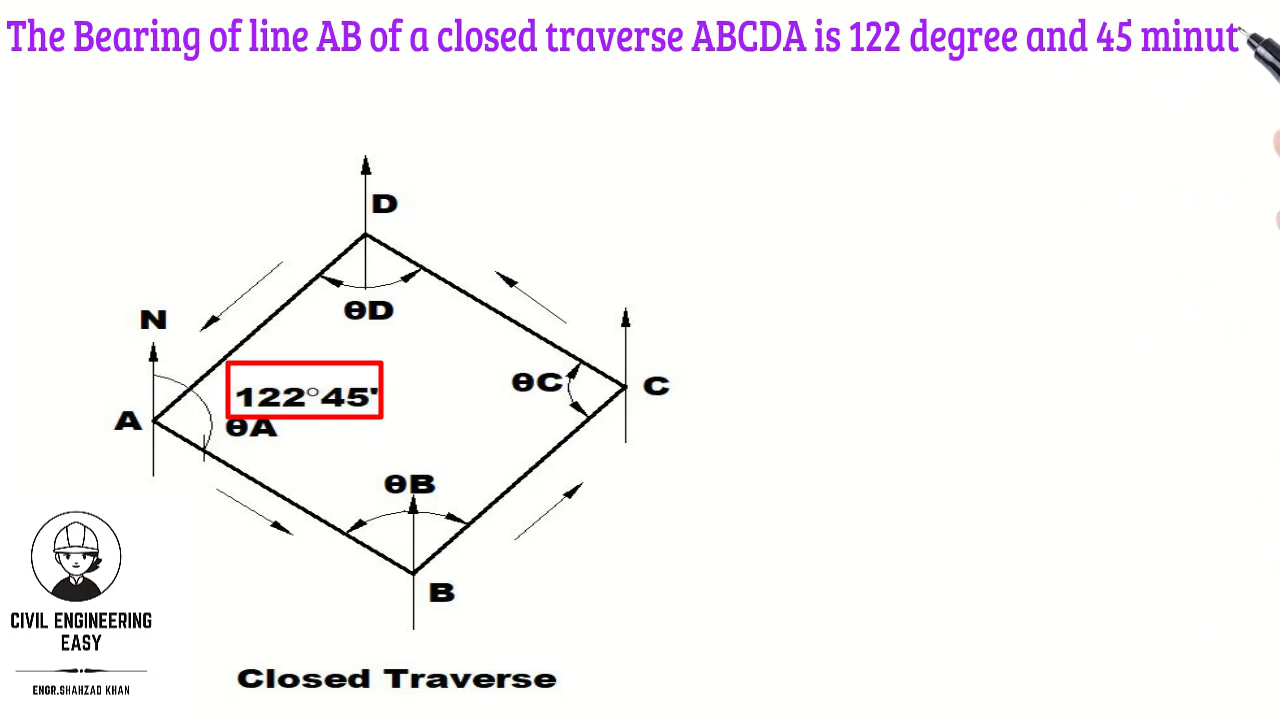 The Bearing of line AB of a closed traverse ABCDA is 122 degree and 45 minut
D
θD
N
122°45'
θC
C
A
θA
θB
B
CIVIL ENGINEERING
EASY
ENGR.SHAHZAD KHAN
Closed Traverse